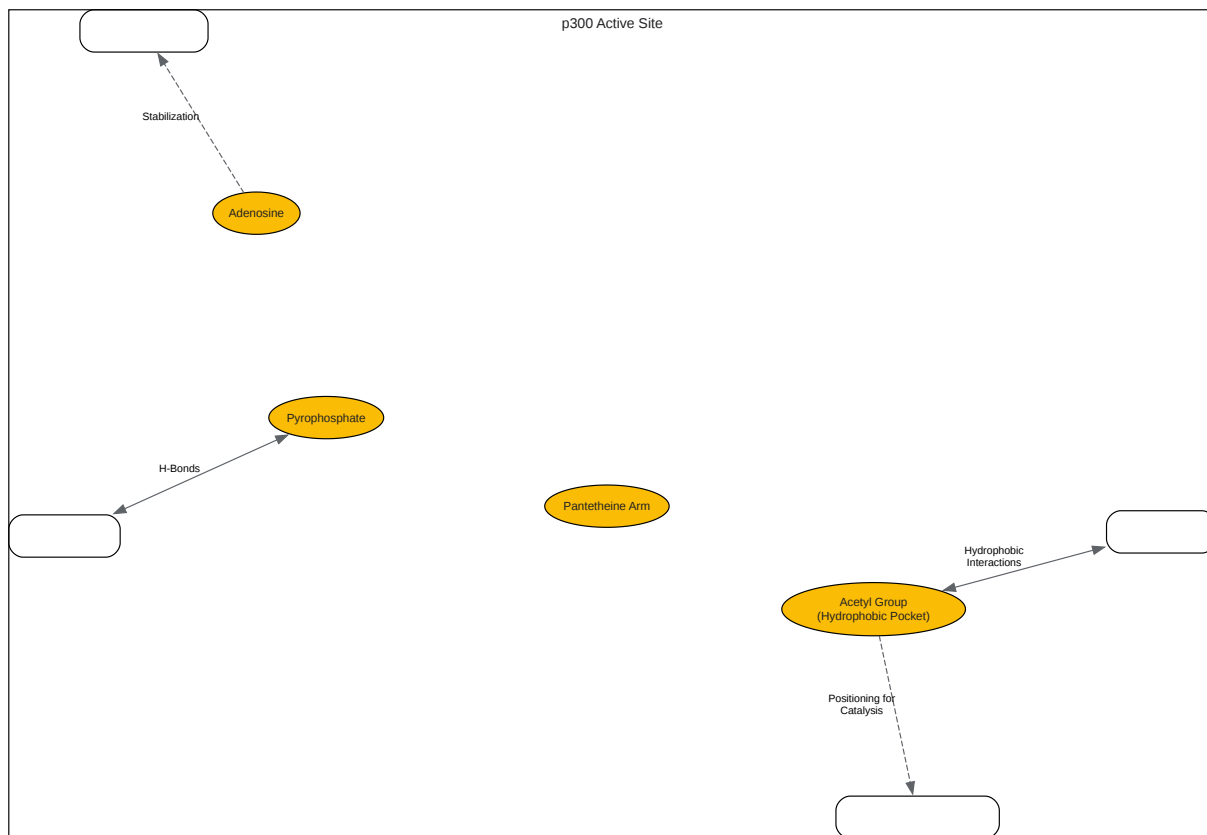 p300 Active Site
Stabilization
Adenosine
Pyrophosphate
H-Bonds
Pantetheine Arm
Hydrophobic
Interactions
Acetyl Group
(Hydrophobic Pocket)
Positioning for
Catalysis